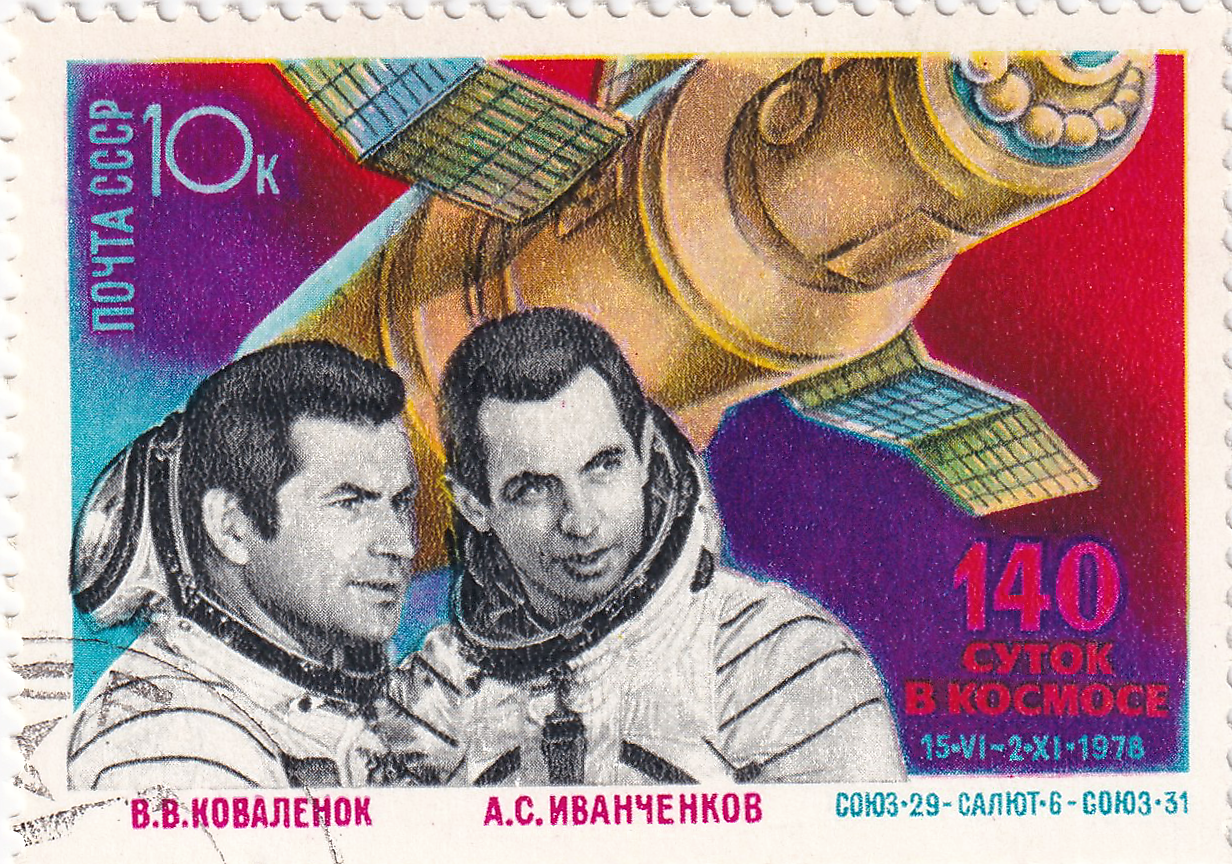 ПОЧТА СССР
10К
140
СУТОК
В КОСМОСЕ
15·VI-2·XI·1978
В.В.КОВАЛЕНОК
А.С.ИВАНЧЕНКОВ
СОЮЗ·29-САЛЮТ·6-СОЮЗ·31